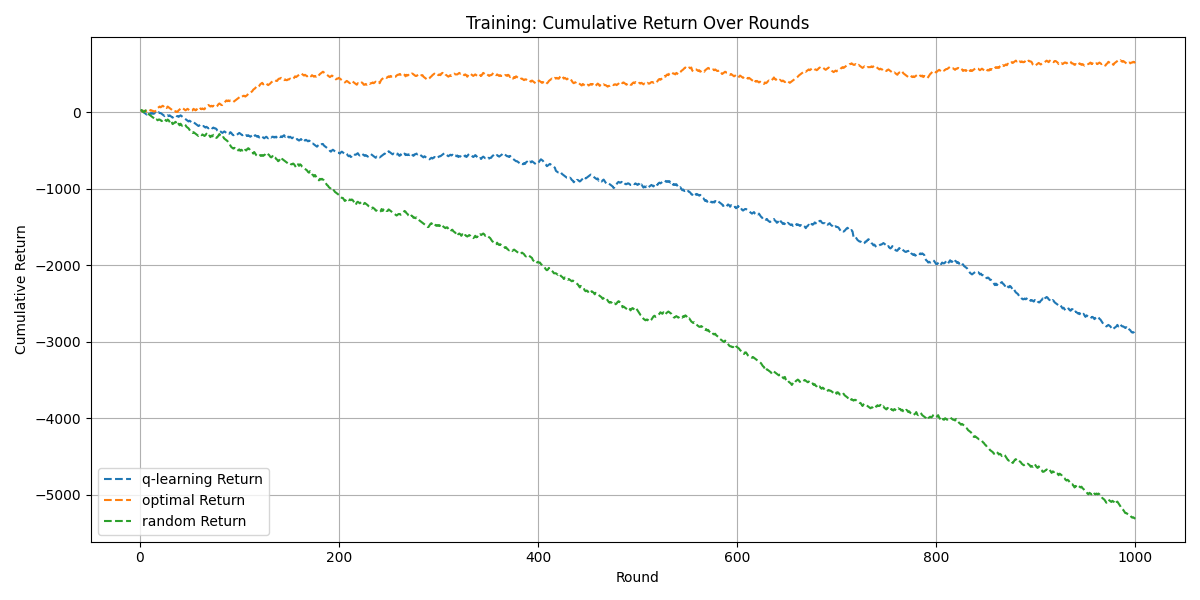 Training: Cumulative Return Over Rounds
Cumulative Return
0
−1000
−2000
−3000
−4000
−5000
q-learning Return
optimal Return
random Return
0 200 400 600 800 1000
Round